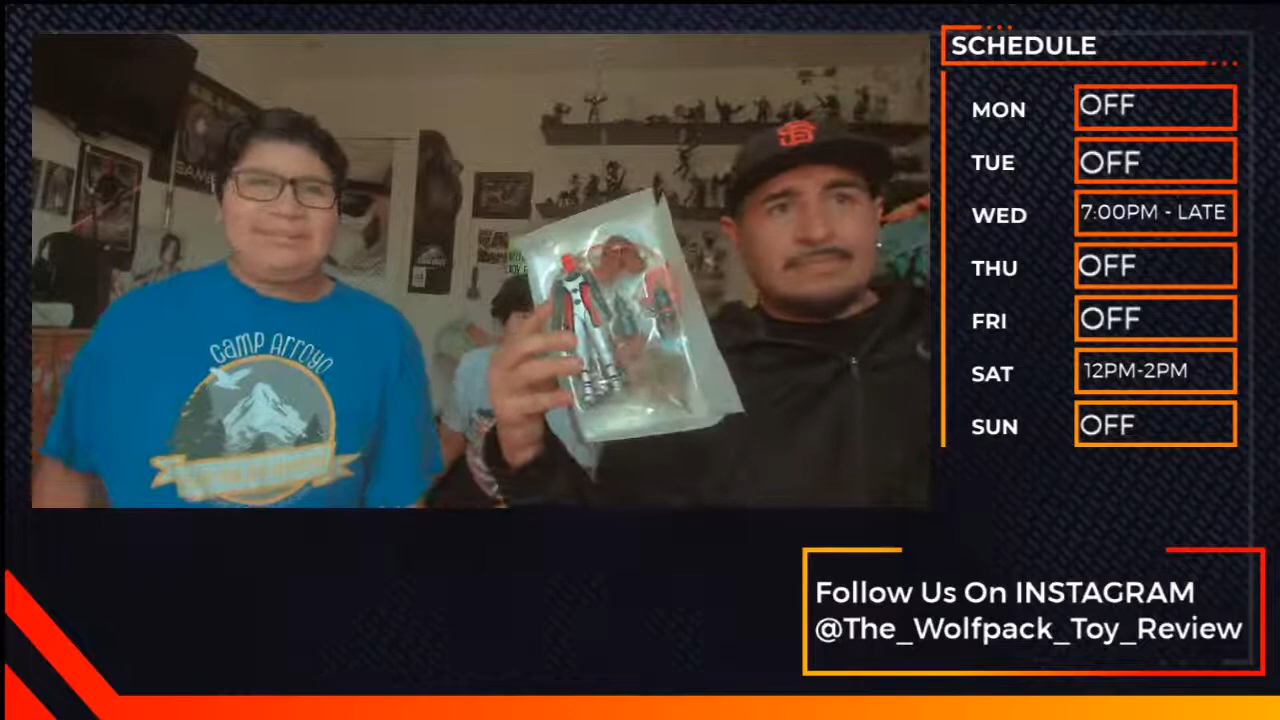 SCHEDULE
MON OFF
TUE OFF
WED 7:00PM - LATE
THU OFF
FRI OFF
SAT 12PM-2PM
SUN OFF
CAMP ARROYO
SF
Follow Us On INSTAGRAM
@The_Wolfpack_Toy_Review